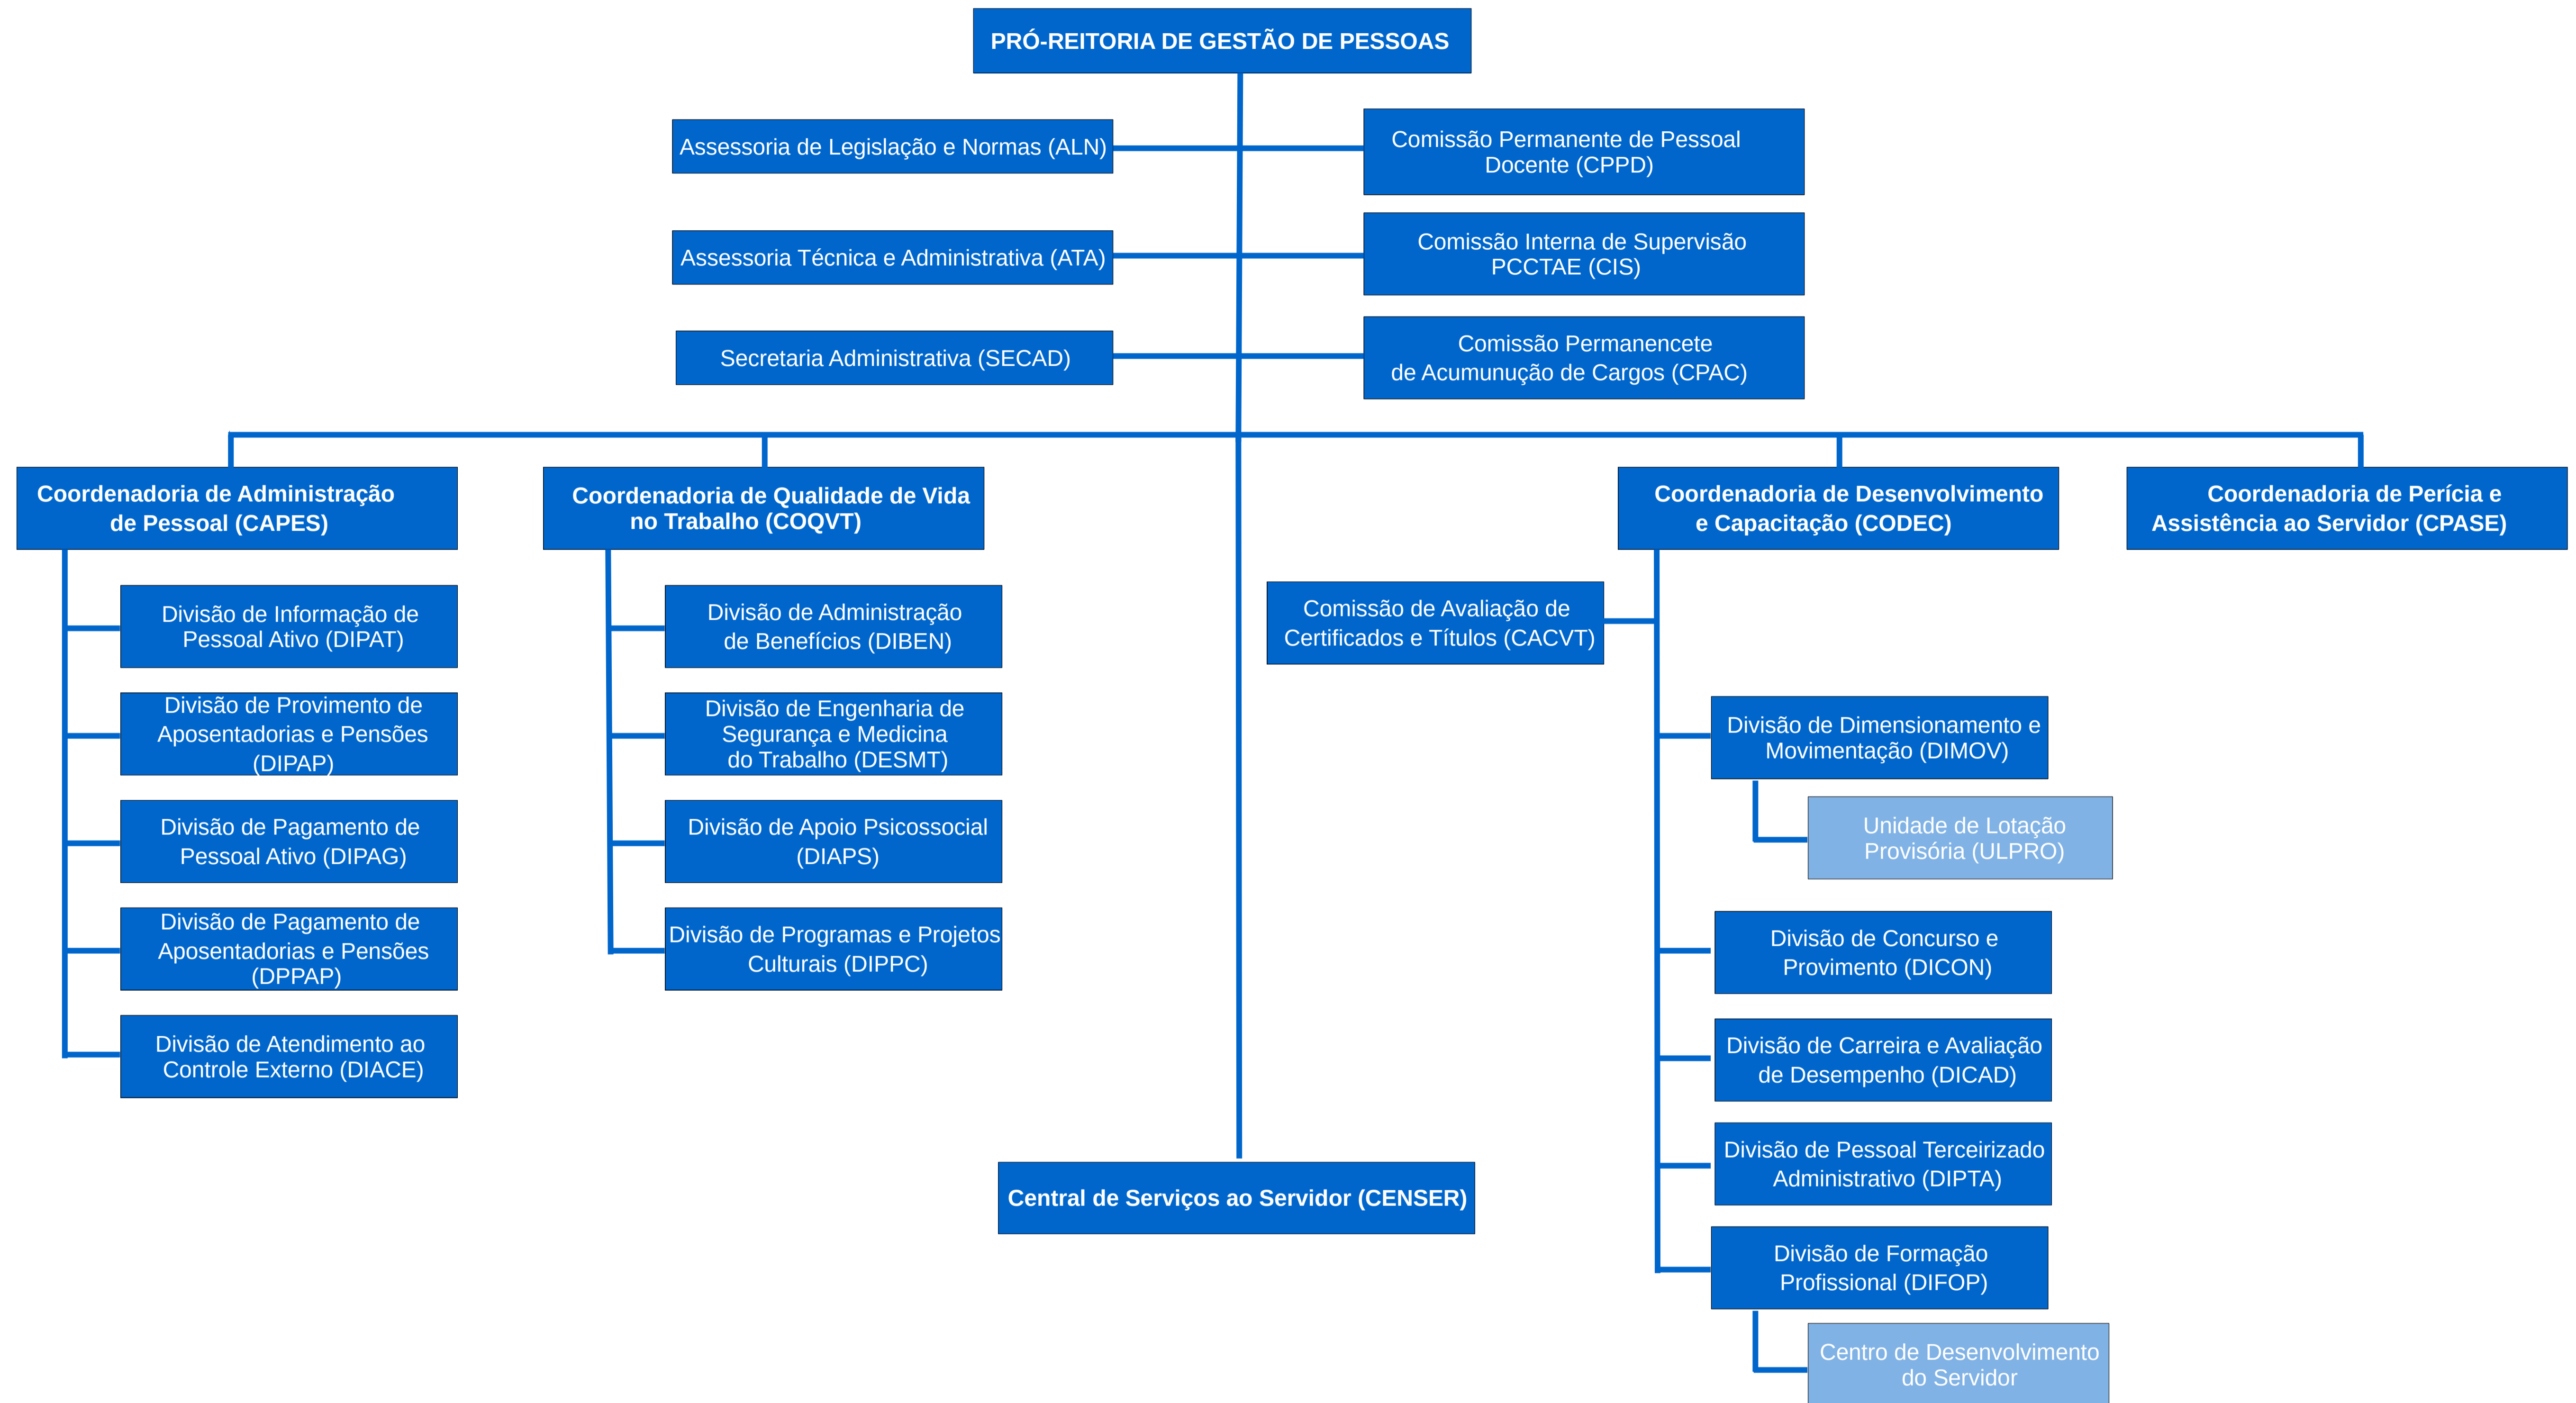 PRÓ-REITORIA DE GESTÃO DE PESSOAS
Assessoria de Legislação e Normas (ALN)
Comissão Permanente de Pessoal
Docente (CPPD)
Assessoria Técnica e Administrativa (ATA)
Comissão Interna de Supervisão
PCCTAE (CIS)
Secretaria Administrativa (SECAD)
Comissão Permanencete
de Acumunução de Cargos (CPAC)
Coordenadoria de Administração
de Pessoal (CAPES)
Divisão de Informação de
Pessoal Ativo (DIPAT)
Divisão de Provimento de
Aposentadorias e Pensões
(DIPAP)
Divisão de Pagamento de
Pessoal Ativo (DIPAG)
Divisão de Pagamento de
Aposentadorias e Pensões
(DPPAP)
Divisão de Atendimento ao
Controle Externo (DIACE)
Coordenadoria de Qualidade de Vida
no Trabalho (COQVT)
Divisão de Administração
de Benefícios (DIBEN)
Divisão de Engenharia de
Segurança e Medicina
do Trabalho (DESMT)
Divisão de Apoio Psicossocial
(DIAPS)
Divisão de Programas e Projetos
Culturais (DIPPC)
Coordenadoria de Desenvolvimento
e Capacitação (CODEC)
Comissão de Avaliação de
Certificados e Títulos (CACVT)
Divisão de Dimensionamento e
Movimentação (DIMOV)
Unidade de Lotação
Provisória (ULPRO)
Divisão de Concurso e
Provimento (DICON)
Divisão de Carreira e Avaliação
de Desempenho (DICAD)
Divisão de Pessoal Terceirizado
Administrativo (DIPTA)
Divisão de Formação
Profissional (DIFOP)
Centro de Desenvolvimento
do Servidor
Coordenadoria de Perícia e
Assistência ao Servidor (CPASE)
Central de Serviços ao Servidor (CENSER)